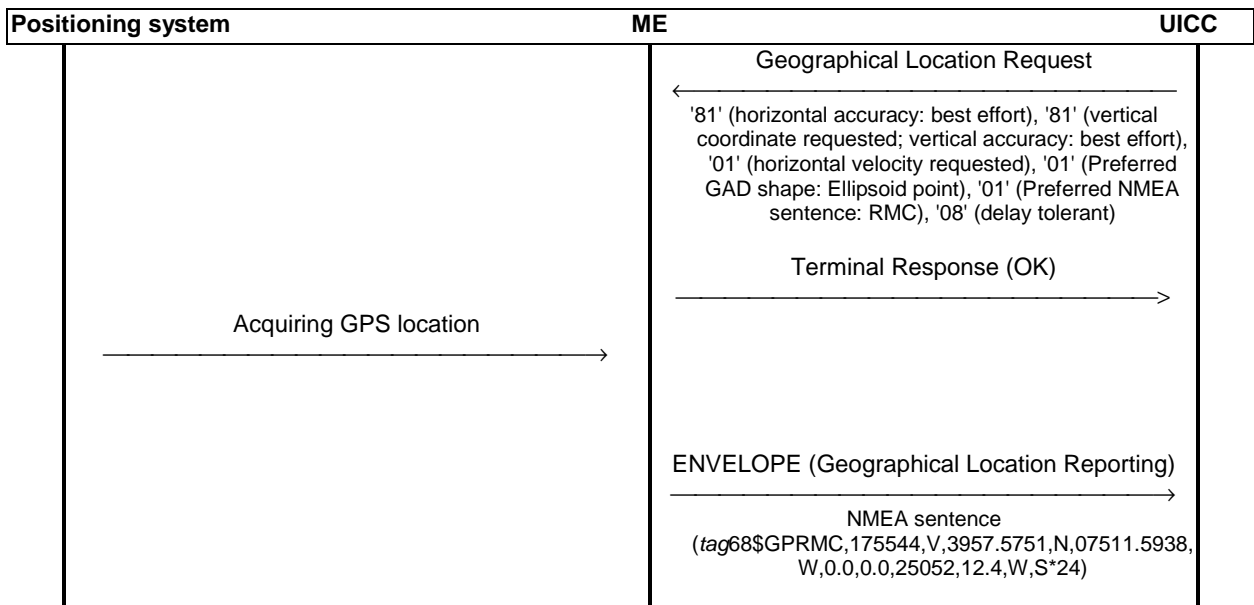 Positioning system ME UICC
Geographical Location Request
'81' (horizontal accuracy: best effort), '81' (vertical
coordinate requested; vertical accuracy: best effort),
'01' (horizontal velocity requested), '01' (Preferred
GAD shape: Ellipsoid point), '01' (Preferred NMEA
sentence: RMC), '08' (delay tolerant)
Terminal Response (OK)
Acquiring GPS location
ENVELOPE (Geographical Location Reporting)
NMEA sentence
(tag68$GPRMC,175544,V,3957.5751,N,07511.5938,
W,0.0,0.0,25052,12.4,W,S*24)